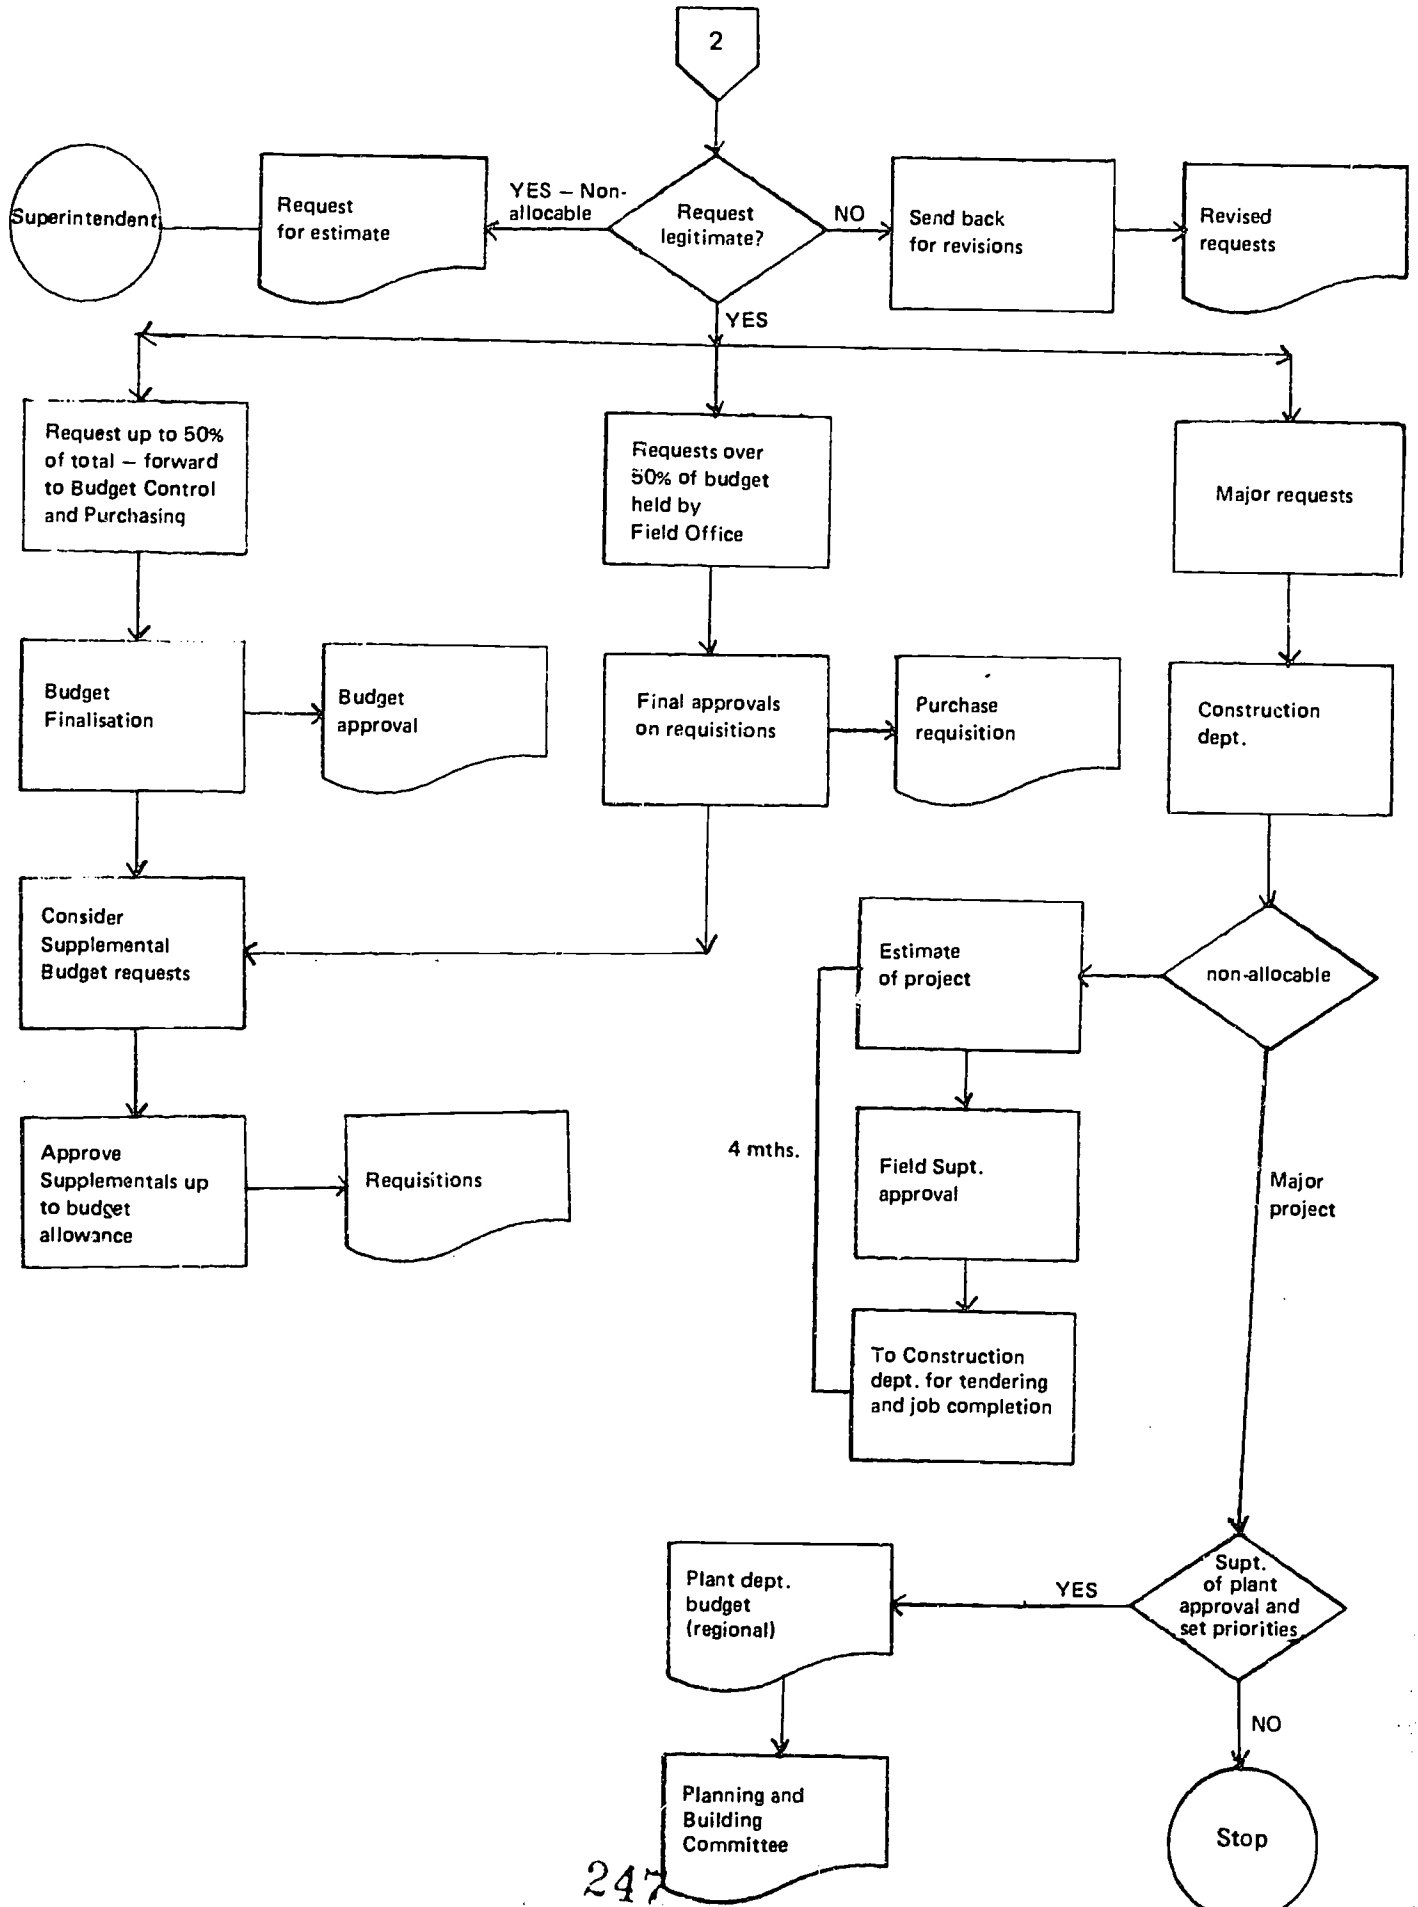 2
Superintendent
Request
for estimate
YES – Non-
allocable
Request
legitimate?
NO
Send back
for revisions
Revised
requests
YES
Request up to 50%
of total – forward
to Budget Control
and Purchasing
Requests over
50% of budget
held by
Field Office
Major requests
Budget
Finalisation
Budget
approval
Final approvals
on requisitions
Purchase
requisition
Construction
dept.
Consider
Supplemental
Budget requests
Estimate
of project
non-allocable
Approve
Supplementals up
to budget
allowance
Requisitions
4 mths.
Field Supt.
approval
Major
project
To Construction
dept. for tendering
and job completion
Plant dept.
budget
(regional)
YES
Supt.
of plant
approval and
set priorities
NO
Planning and
Building
Committee
Stop
247